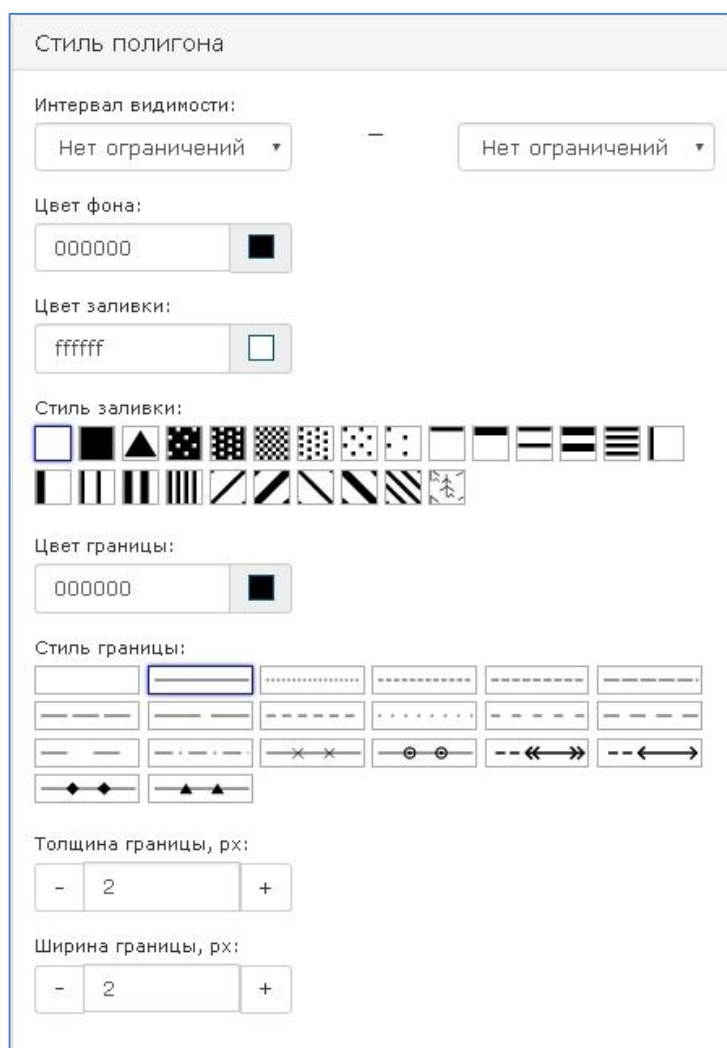 Стиль полигона
Интервал видимости:
Нет ограничений – Нет ограничений
Цвет фона:
000000
Цвет заливки:
ffffff
Стиль заливки:
Цвет границы:
000000
Стиль границы:
Толщина границы, px:
- 2 +
Ширина границы, px:
- 2 +